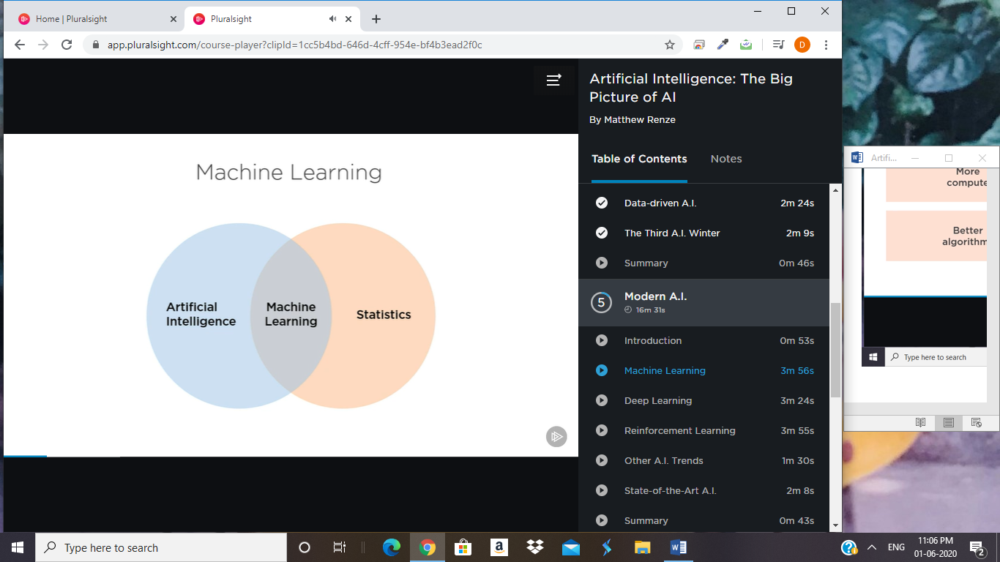 Home | Pluralsight
Pluralsight
app.pluralsight.com/course-player?clipId=1cc5b4bd-646d-4cff-954e-bf4b3ead2f0c
D
Machine Learning
Artificial
Intelligence
Machine
Learning
Statistics
Artificial Intelligence: The Big
Picture of AI
By Matthew Renze
Table of Contents Notes
Data-driven A.I. 2m 24s
The Third A.I. Winter 2m 9s
Summary 0m 46s
5 Modern A.I.
16m 31s
Introduction 0m 53s
Machine Learning 3m 56s
Deep Learning 3m 24s
Reinforcement Learning 3m 55s
Other A.I. Trends 1m 30s
State-of-the-Art A.I. 2m 8s
Summary 0m 43s
Artifi...
More
compute
Better
algorithm
Type here to search
Type here to search
ENG
11:06 PM
01-06-2020
2